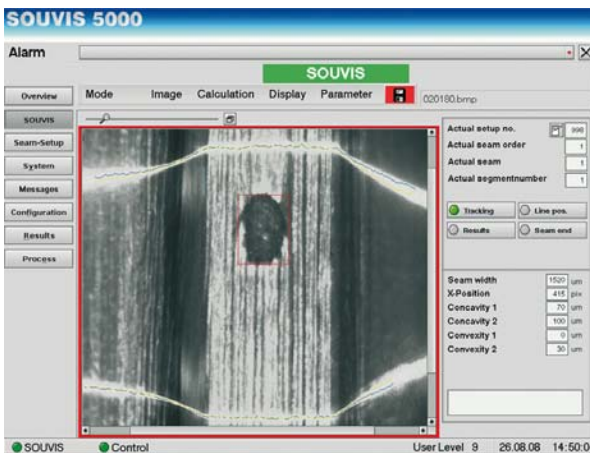 SOUVIS 5000
Alarm
SOUVIS
Mode Image Calculation Display Parameter 020180.bmp
Overview
SOUVIS
Seam-Setup
System
Messages
Configuration
Results
Process
Actual setup no. 998
Actual seam order 1
Actual seam 1
Actual segmentnumber 1
Tracking Line pos.
Results Seam end
Seam width 1520 um
X-Position 415 pix
Concavity 1 70 um
Concavity 2 100 um
Convexity 1 0 um
Convexity 2 30 um
SOUVIS Control User Level 9 26.08.08 14:50:0